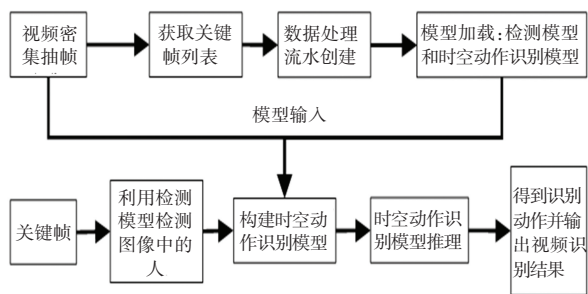 视频密
集抽帧
获取关键
帧列表
数据处理
流水创建
模型加载:检测模型
和时空动作识别模型
模型输入
关键帧
利用检测
模型检测
图像中的
人
构建时空动
作识别模型
时空动作识
别模型推理
得到识别
动作并输
出视频识
别结果